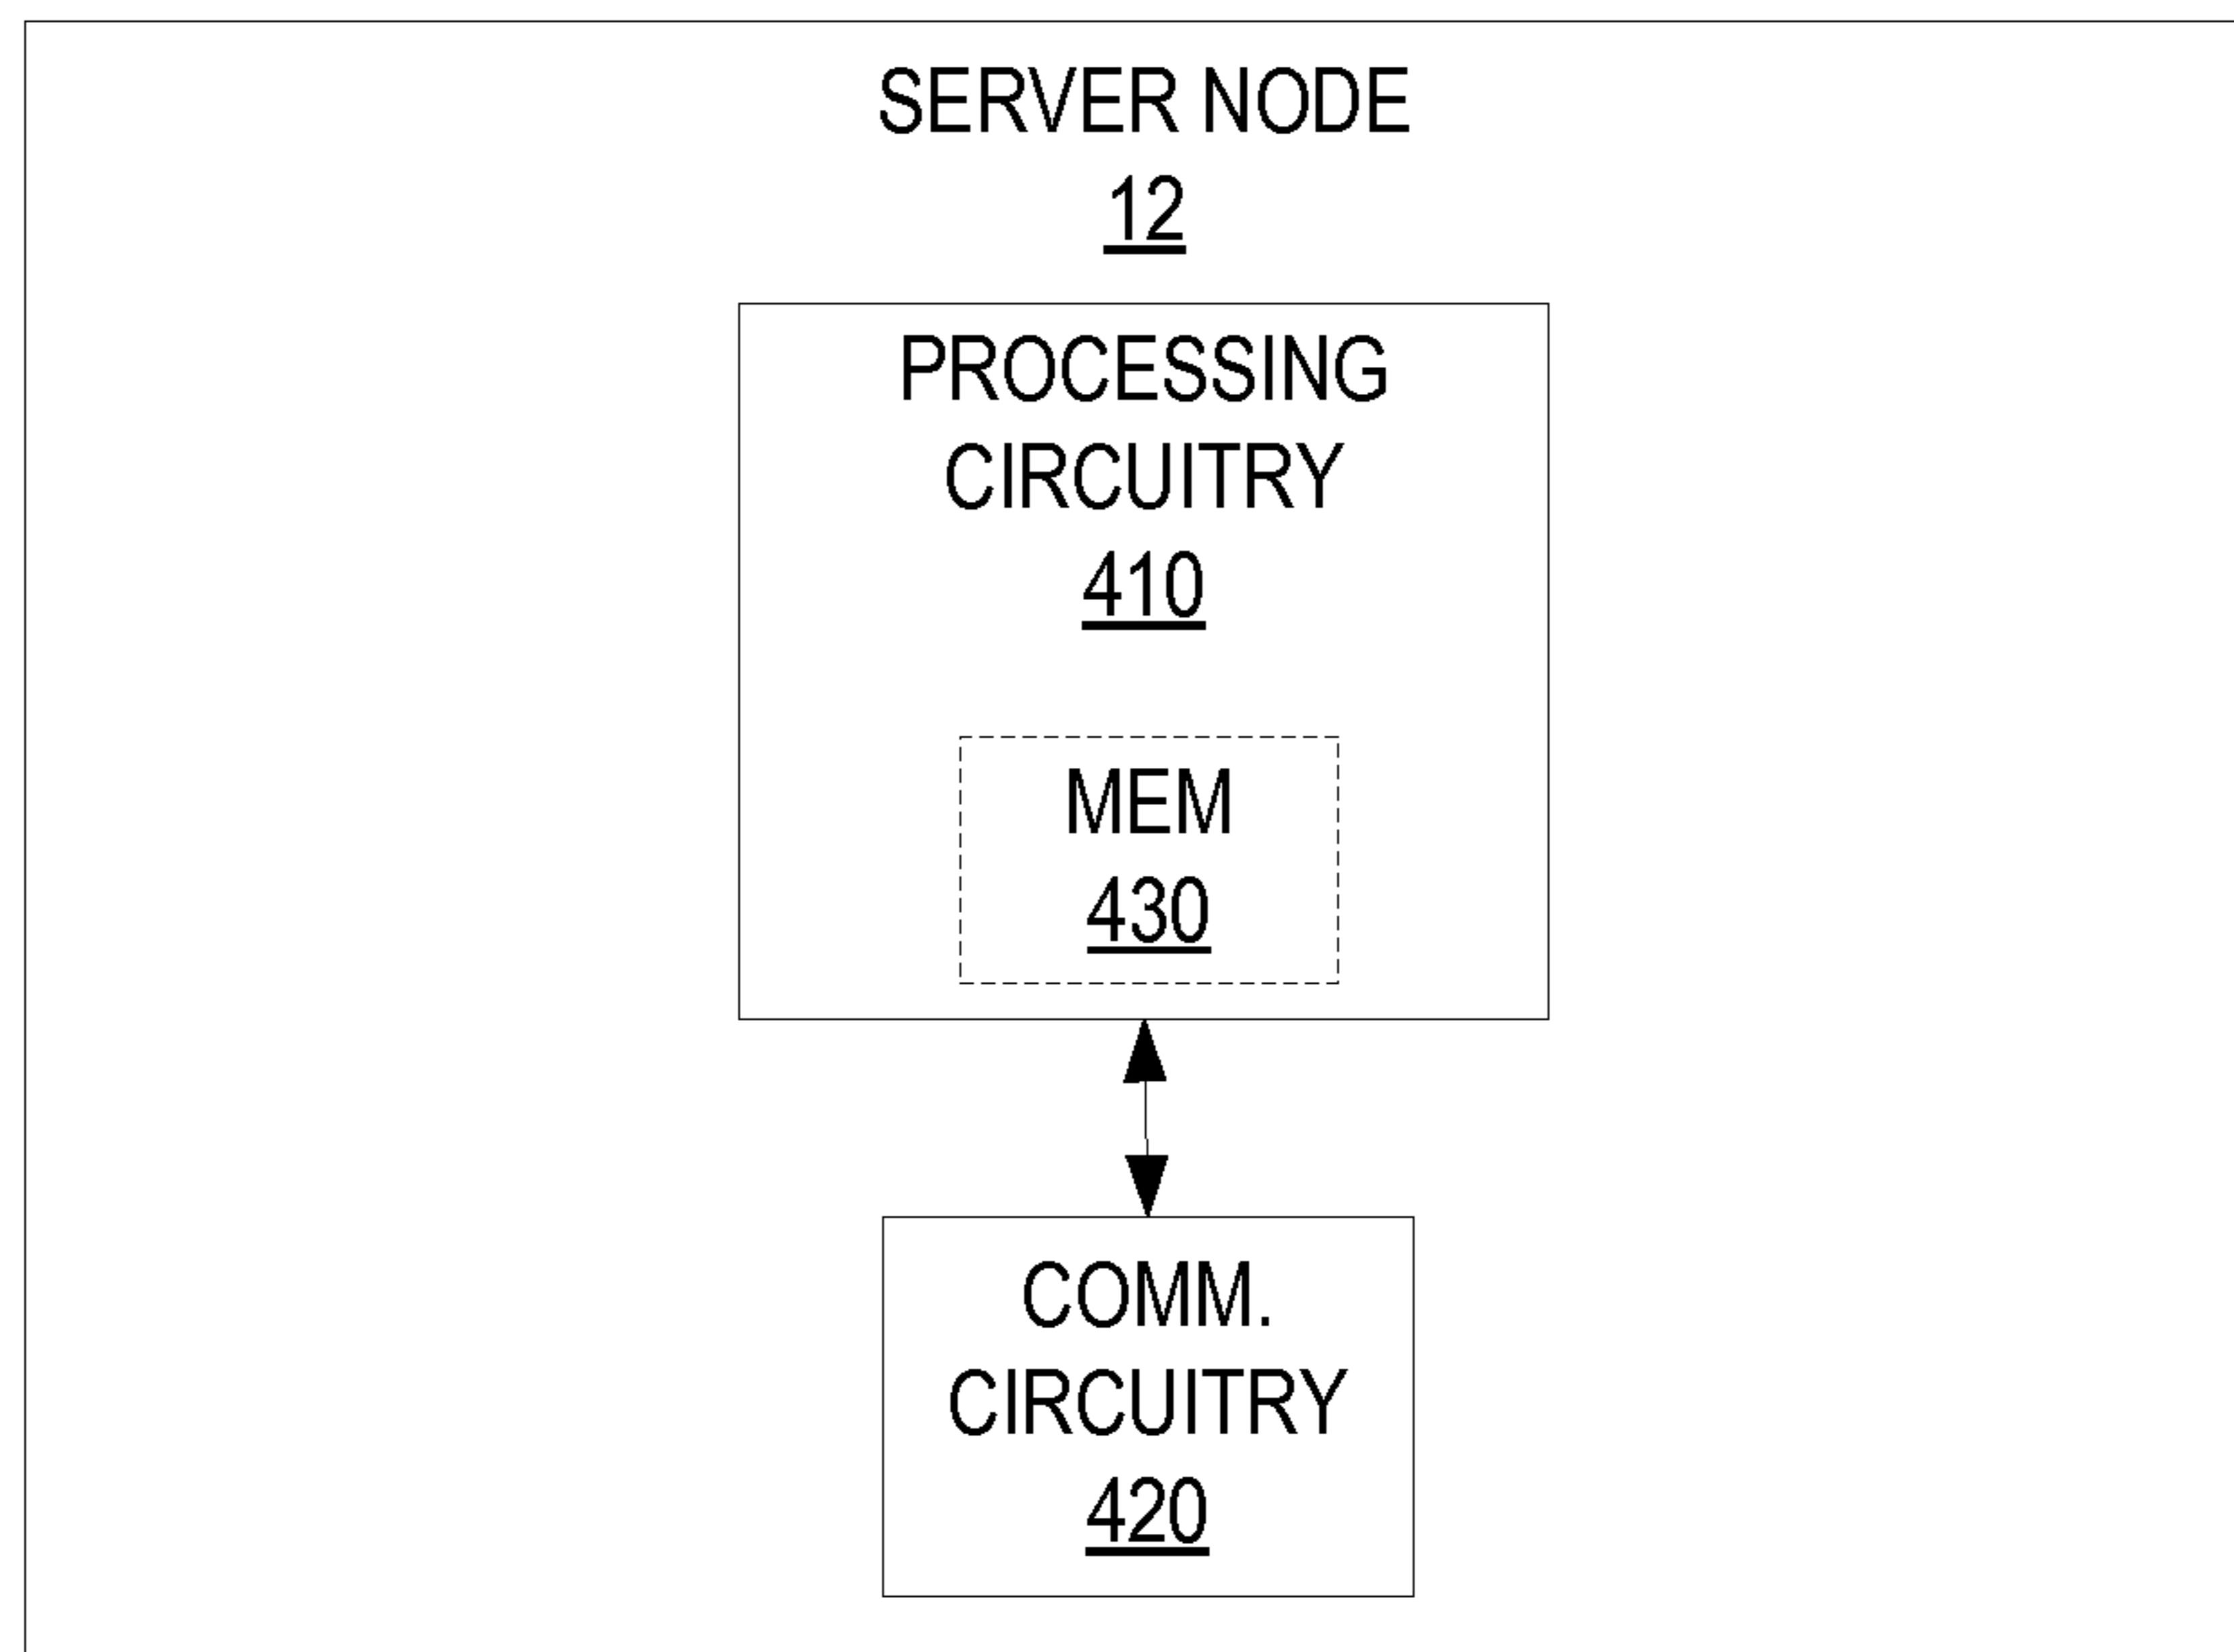 SERVER NODE
12
PROCESSING
CIRCUITRY
410
MEM
430
COMM.
CIRCUITRY
420